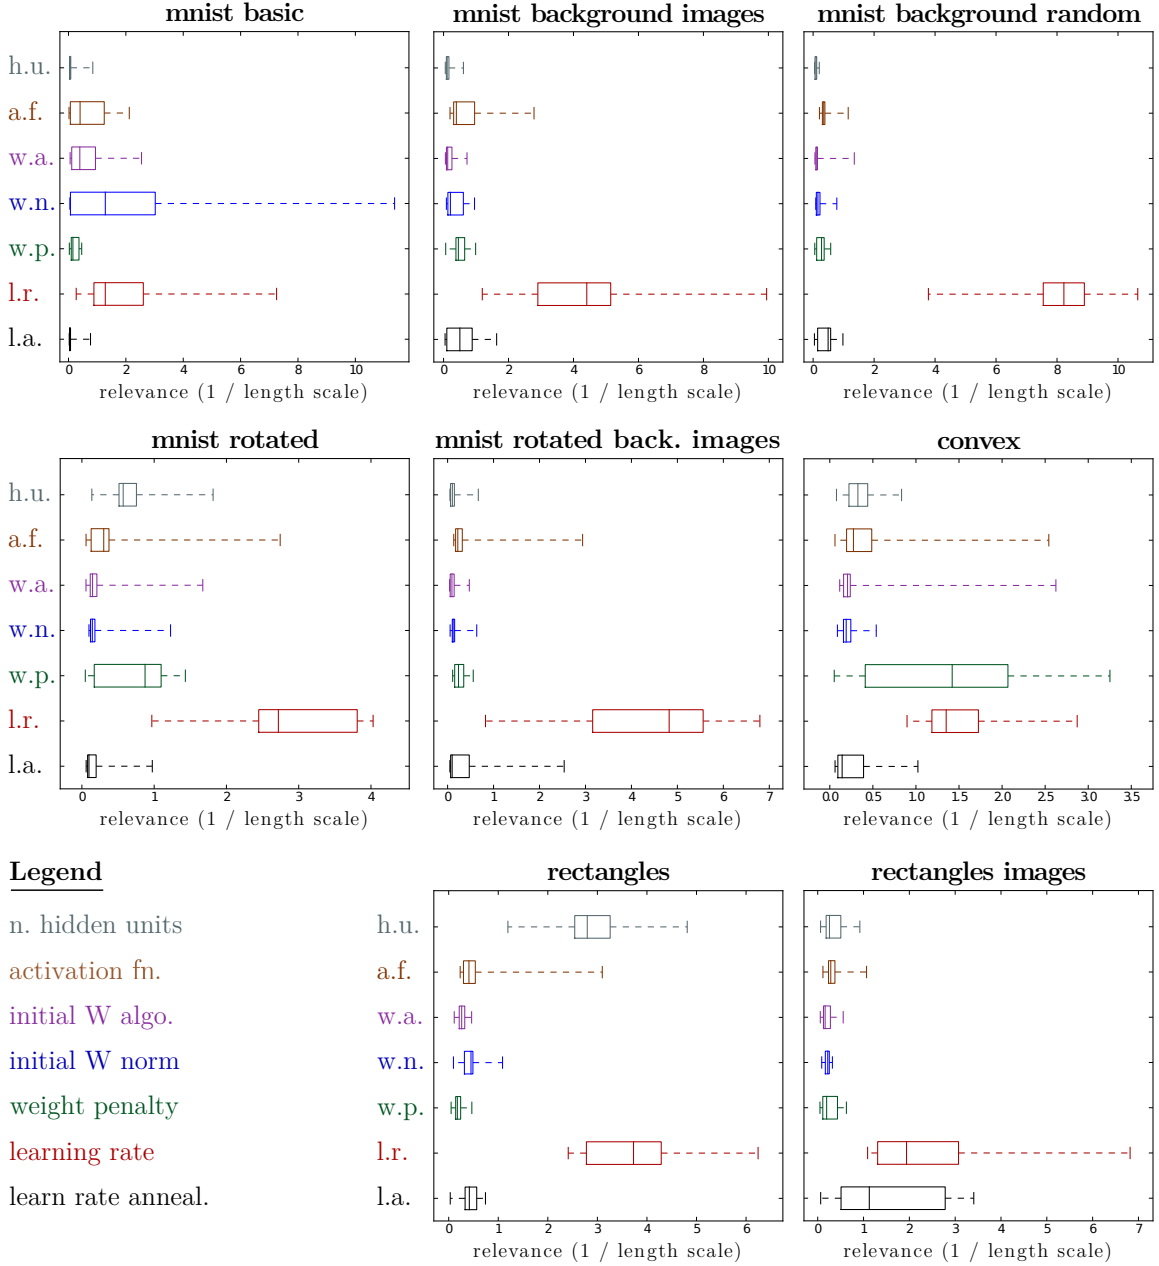 mnist basic
mnist background images
mnist background random
h.u.
a.f.
w.a.
w.n.
w.p.
l.r.
l.a.
0 2 4 6 8 10
0 2 4 6 8 10
0 2 4 6 8 10
relevance (1 / length scale)
relevance (1 / length scale)
relevance (1 / length scale)
mnist rotated
mnist rotated back. images
convex
h.u.
a.f.
w.a.
w.n.
w.p.
l.r.
l.a.
0 1 2 3 4
0 1 2 3 4 5 6 7
0.0 0.5 1.0 1.5 2.0 2.5 3.0 3.5
relevance (1 / length scale)
relevance (1 / length scale)
relevance (1 / length scale)
Legend
n. hidden units
activation fn.
initial W algo.
initial W norm
weight penalty
learning rate
learn rate anneal.
rectangles
rectangles images
h.u.
a.f.
w.a.
w.n.
w.p.
l.r.
l.a.
0 1 2 3 4 5 6
0 1 2 3 4 5 6 7
relevance (1 / length scale)
relevance (1 / length scale)